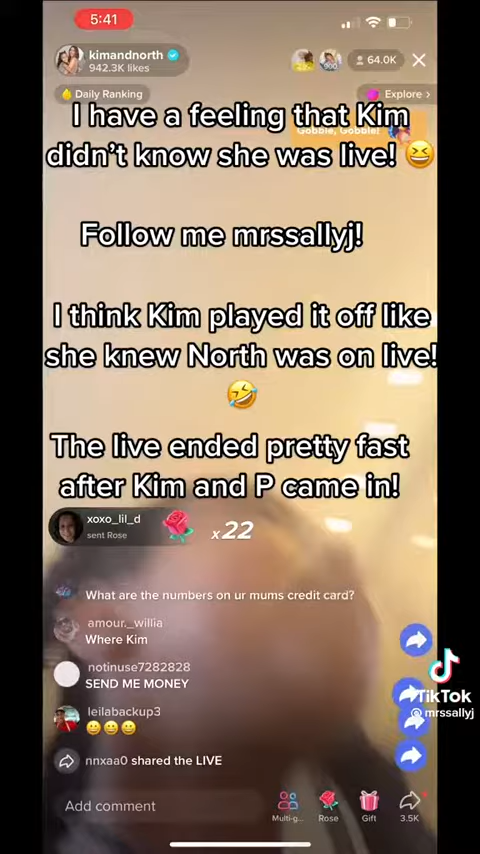 5:41
kimandnorth
942.3K likes
64.0K
Daily Ranking
Explore >
Gobble, Gobble!
I have a feeling that Kim
didn't know she was live! 😆
Follow me mrssallyj!
I think Kim played it off like
she knew North was on live!
🤣
The live ended pretty fast
after Kim and P came in!
xoxo_lil_d
sent Rose
x22
What are the numbers on ur mums credit card?
amour._willia
Where Kim
notinuse7282828
SEND ME MONEY
leilabackup3
😀😀😀
nnxaa0 shared the LIVE
TikTok
@mrssallyj
Add comment
Multi-g...
Rose
Gift
3.5K